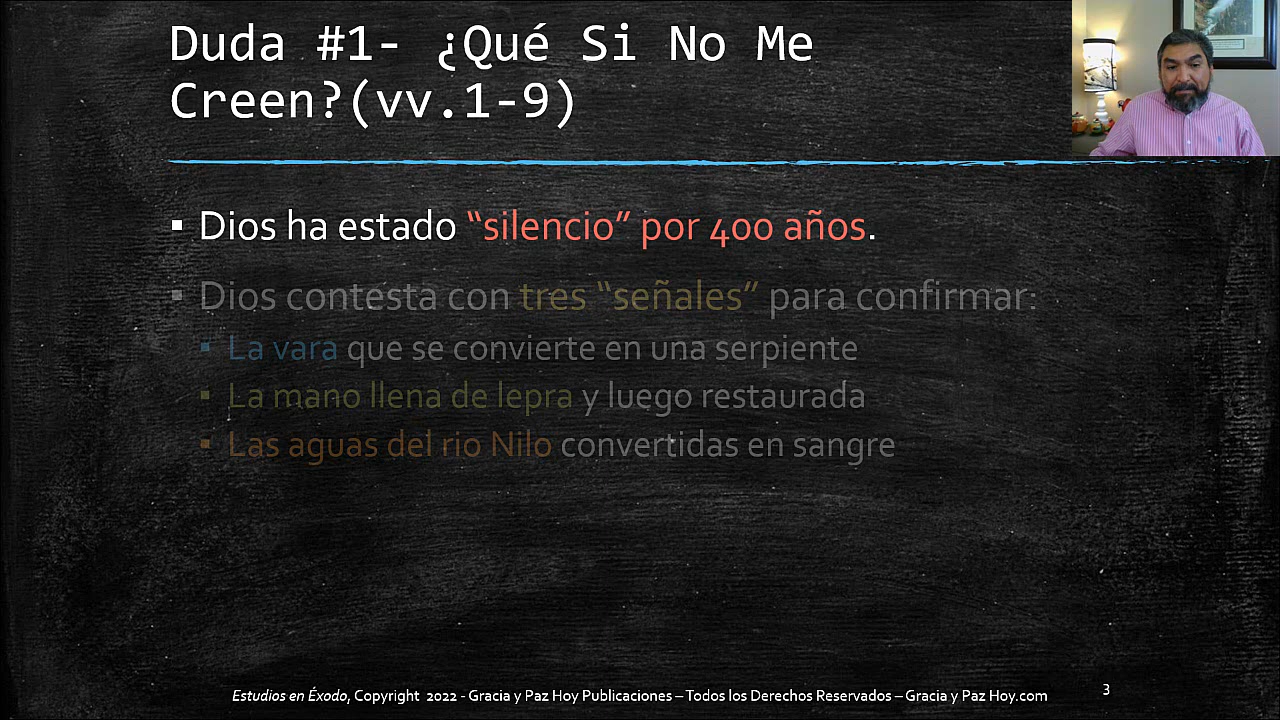 Duda #1- ¿Qué Si No Me
Creen?(vv.1-9)
▪ Dios ha estado “silencio” por 400 años.
▪ Dios contesta con tres “señales” para confirmar:
▪ La vara que se convierte en una serpiente
▪ La mano llena de lepra y luego restaurada
▪ Las aguas del rio Nilo convertidas en sangre
Estudios en Éxodo, Copyright 2022 - Gracia y Paz Hoy Publicaciones – Todos los Derechos Reservados – Gracia y Paz Hoy.com
3